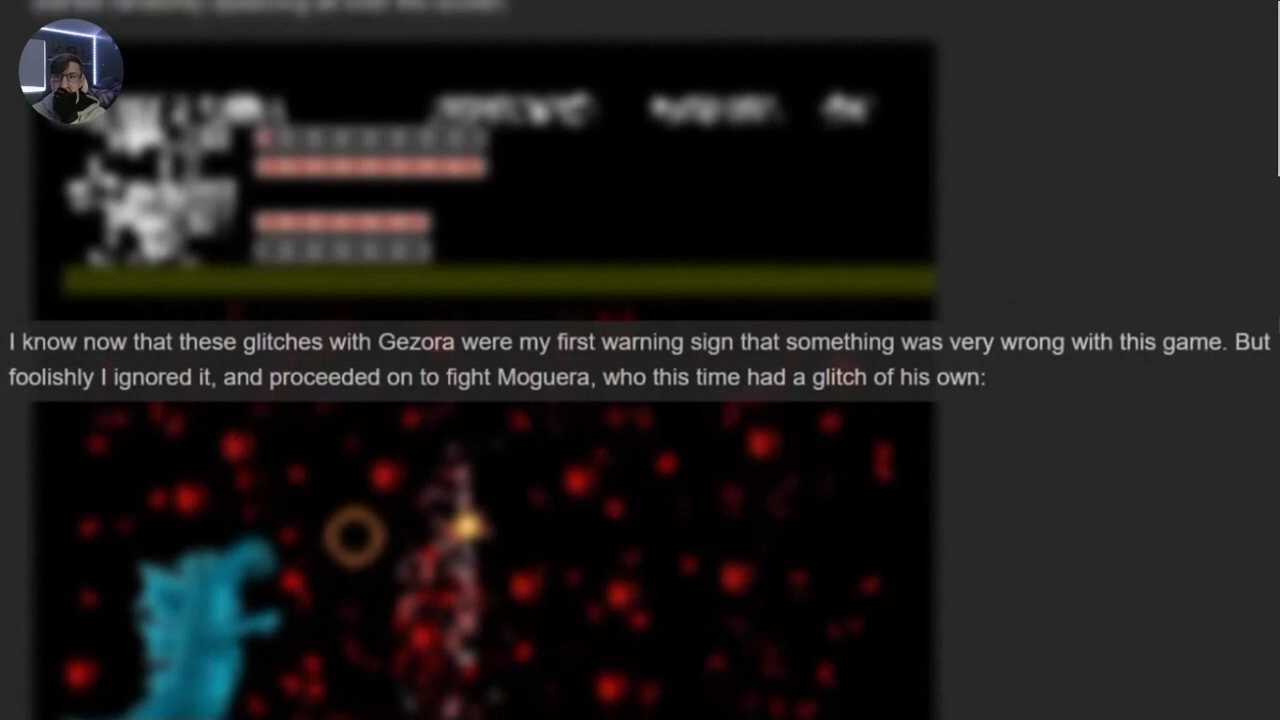 I know now that these glitches with Gezora were my first warning sign that something was very wrong with this game. But
foolishly I ignored it, and proceeded on to fight Moguera, who this time had a glitch of his own: